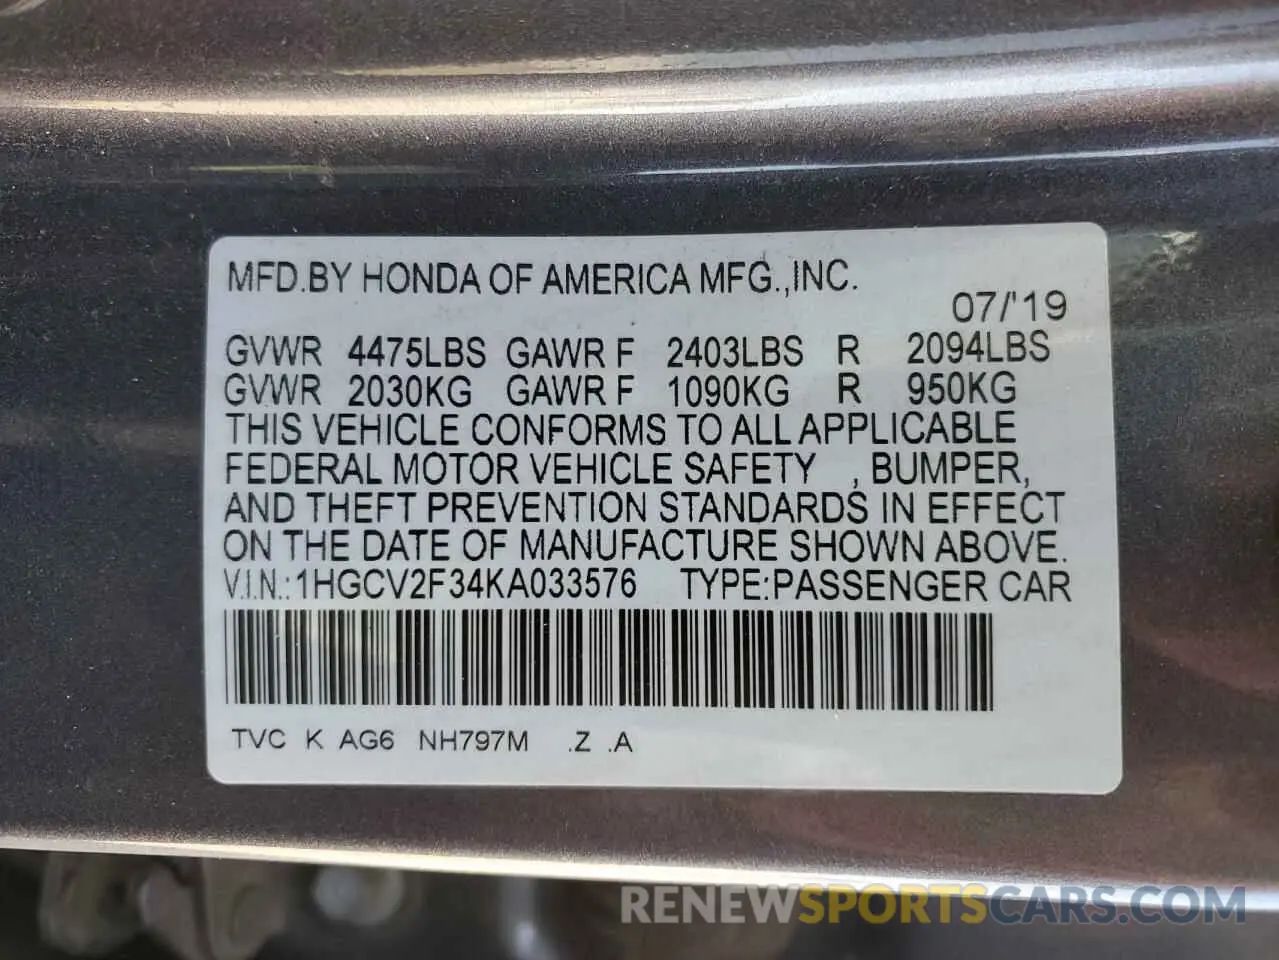 MFD.BY HONDA OF AMERICA MFG.,INC.
07/'19
GVWR 4475LBS GAWR F 2403LBS R 2094LBS
GVWR 2030KG GAWR F 1090KG R 950KG
THIS VEHICLE CONFORMS TO ALL APPLICABLE
FEDERAL MOTOR VEHICLE SAFETY , BUMPER,
AND THEFT PREVENTION STANDARDS IN EFFECT
ON THE DATE OF MANUFACTURE SHOWN ABOVE.
V.I.N.:1HGCV2F34KA033576 TYPE:PASSENGER CAR
TVC K AG6 NH797M .Z .A
RENEWSPORTSCARS.COM